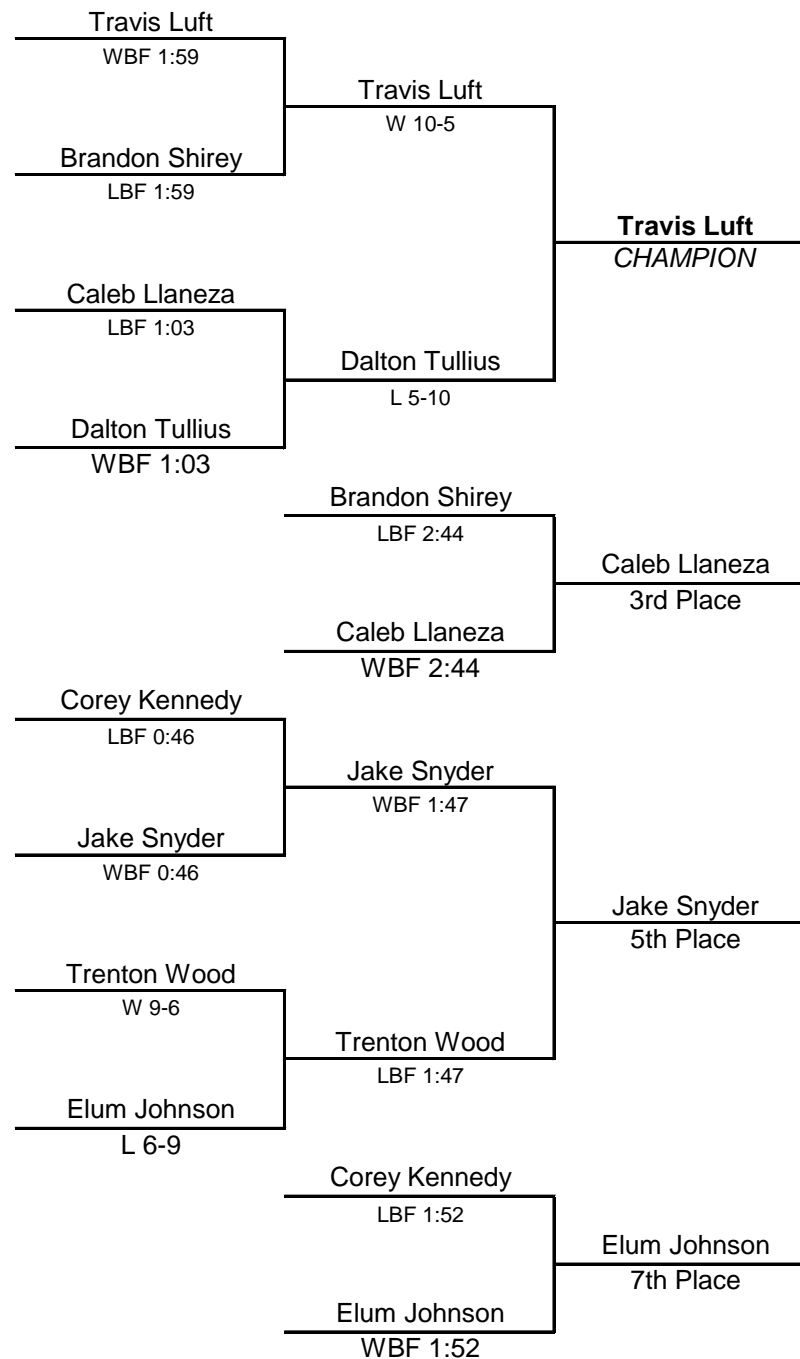 Travis Luft
WBF 1:59
Travis Luft
W 10-5
Brandon Shirey
LBF 1:59
Travis Luft
CHAMPION
Caleb Llaneza
LBF 1:03
Dalton Tullius
L 5-10
Dalton Tullius
WBF 1:03
Brandon Shirey
LBF 2:44
Caleb Llaneza
3rd Place
Caleb Llaneza
WBF 2:44
Corey Kennedy
LBF 0:46
Jake Snyder
WBF 1:47
Jake Snyder
WBF 0:46
Jake Snyder
5th Place
Trenton Wood
W 9-6
Trenton Wood
LBF 1:47
Elum Johnson
L 6-9
Corey Kennedy
LBF 1:52
Elum Johnson
7th Place
Elum Johnson
WBF 1:52